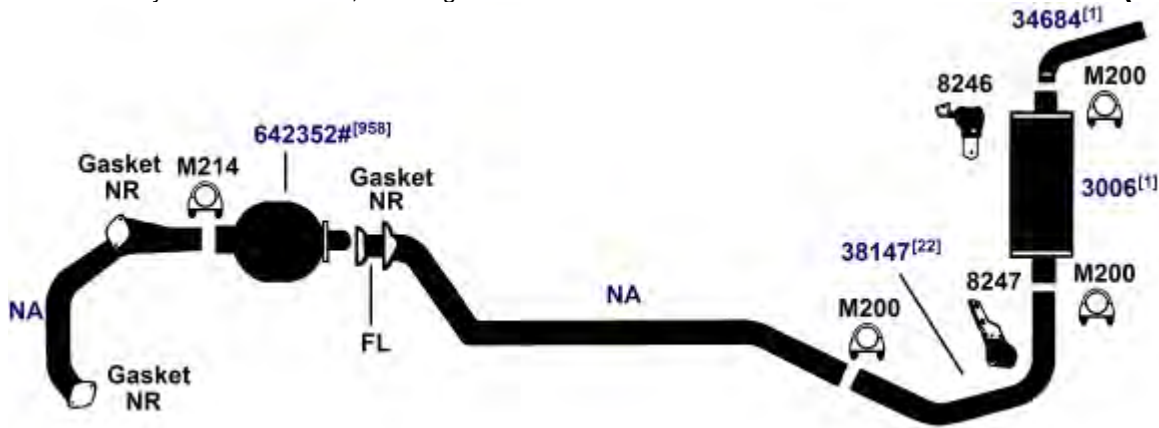 34684[1]
8246
M200
642352#[958]
Gasket
NR
M214
Gasket
NR
3006[1]
38147[22]
NA
NA
M200
8247
M200
FL
Gasket
NR